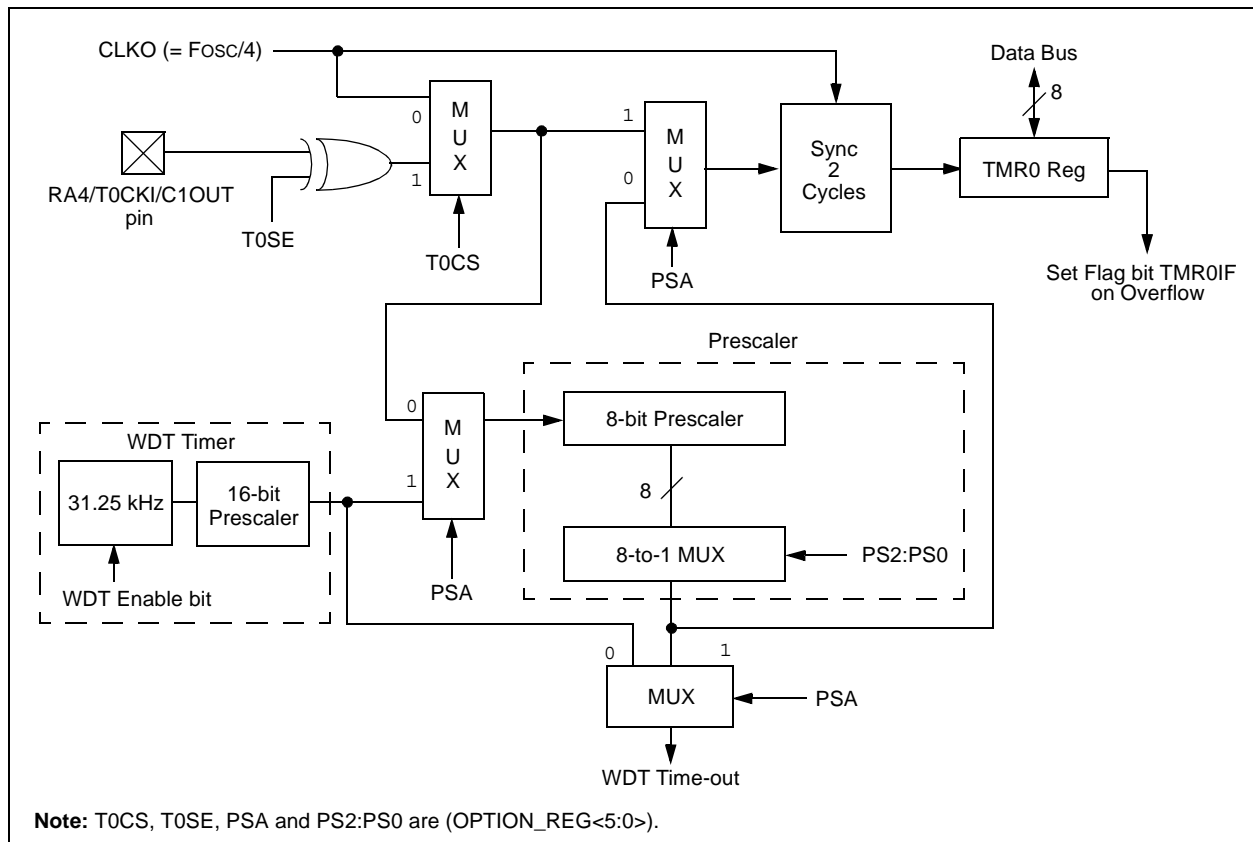 CLKO (= FOSC/4)
Data Bus
8
0
M
U
X
1
1
M
U
X
0
Sync
2
Cycles
TMR0 Reg
RA4/T0CKI/C1OUT
pin
T0SE
T0CS
PSA
Set Flag bit TMR0IF
on Overflow
Prescaler
0
M
U
X
1
8-bit Prescaler
WDT Timer
31.25 kHz
16-bit
Prescaler
8
8-to-1 MUX
PS2:PS0
WDT Enable bit
PSA
0
1
MUX
PSA
WDT Time-out
Note: T0CS, T0SE, PSA and PS2:PS0 are (OPTION_REG<5:0>).